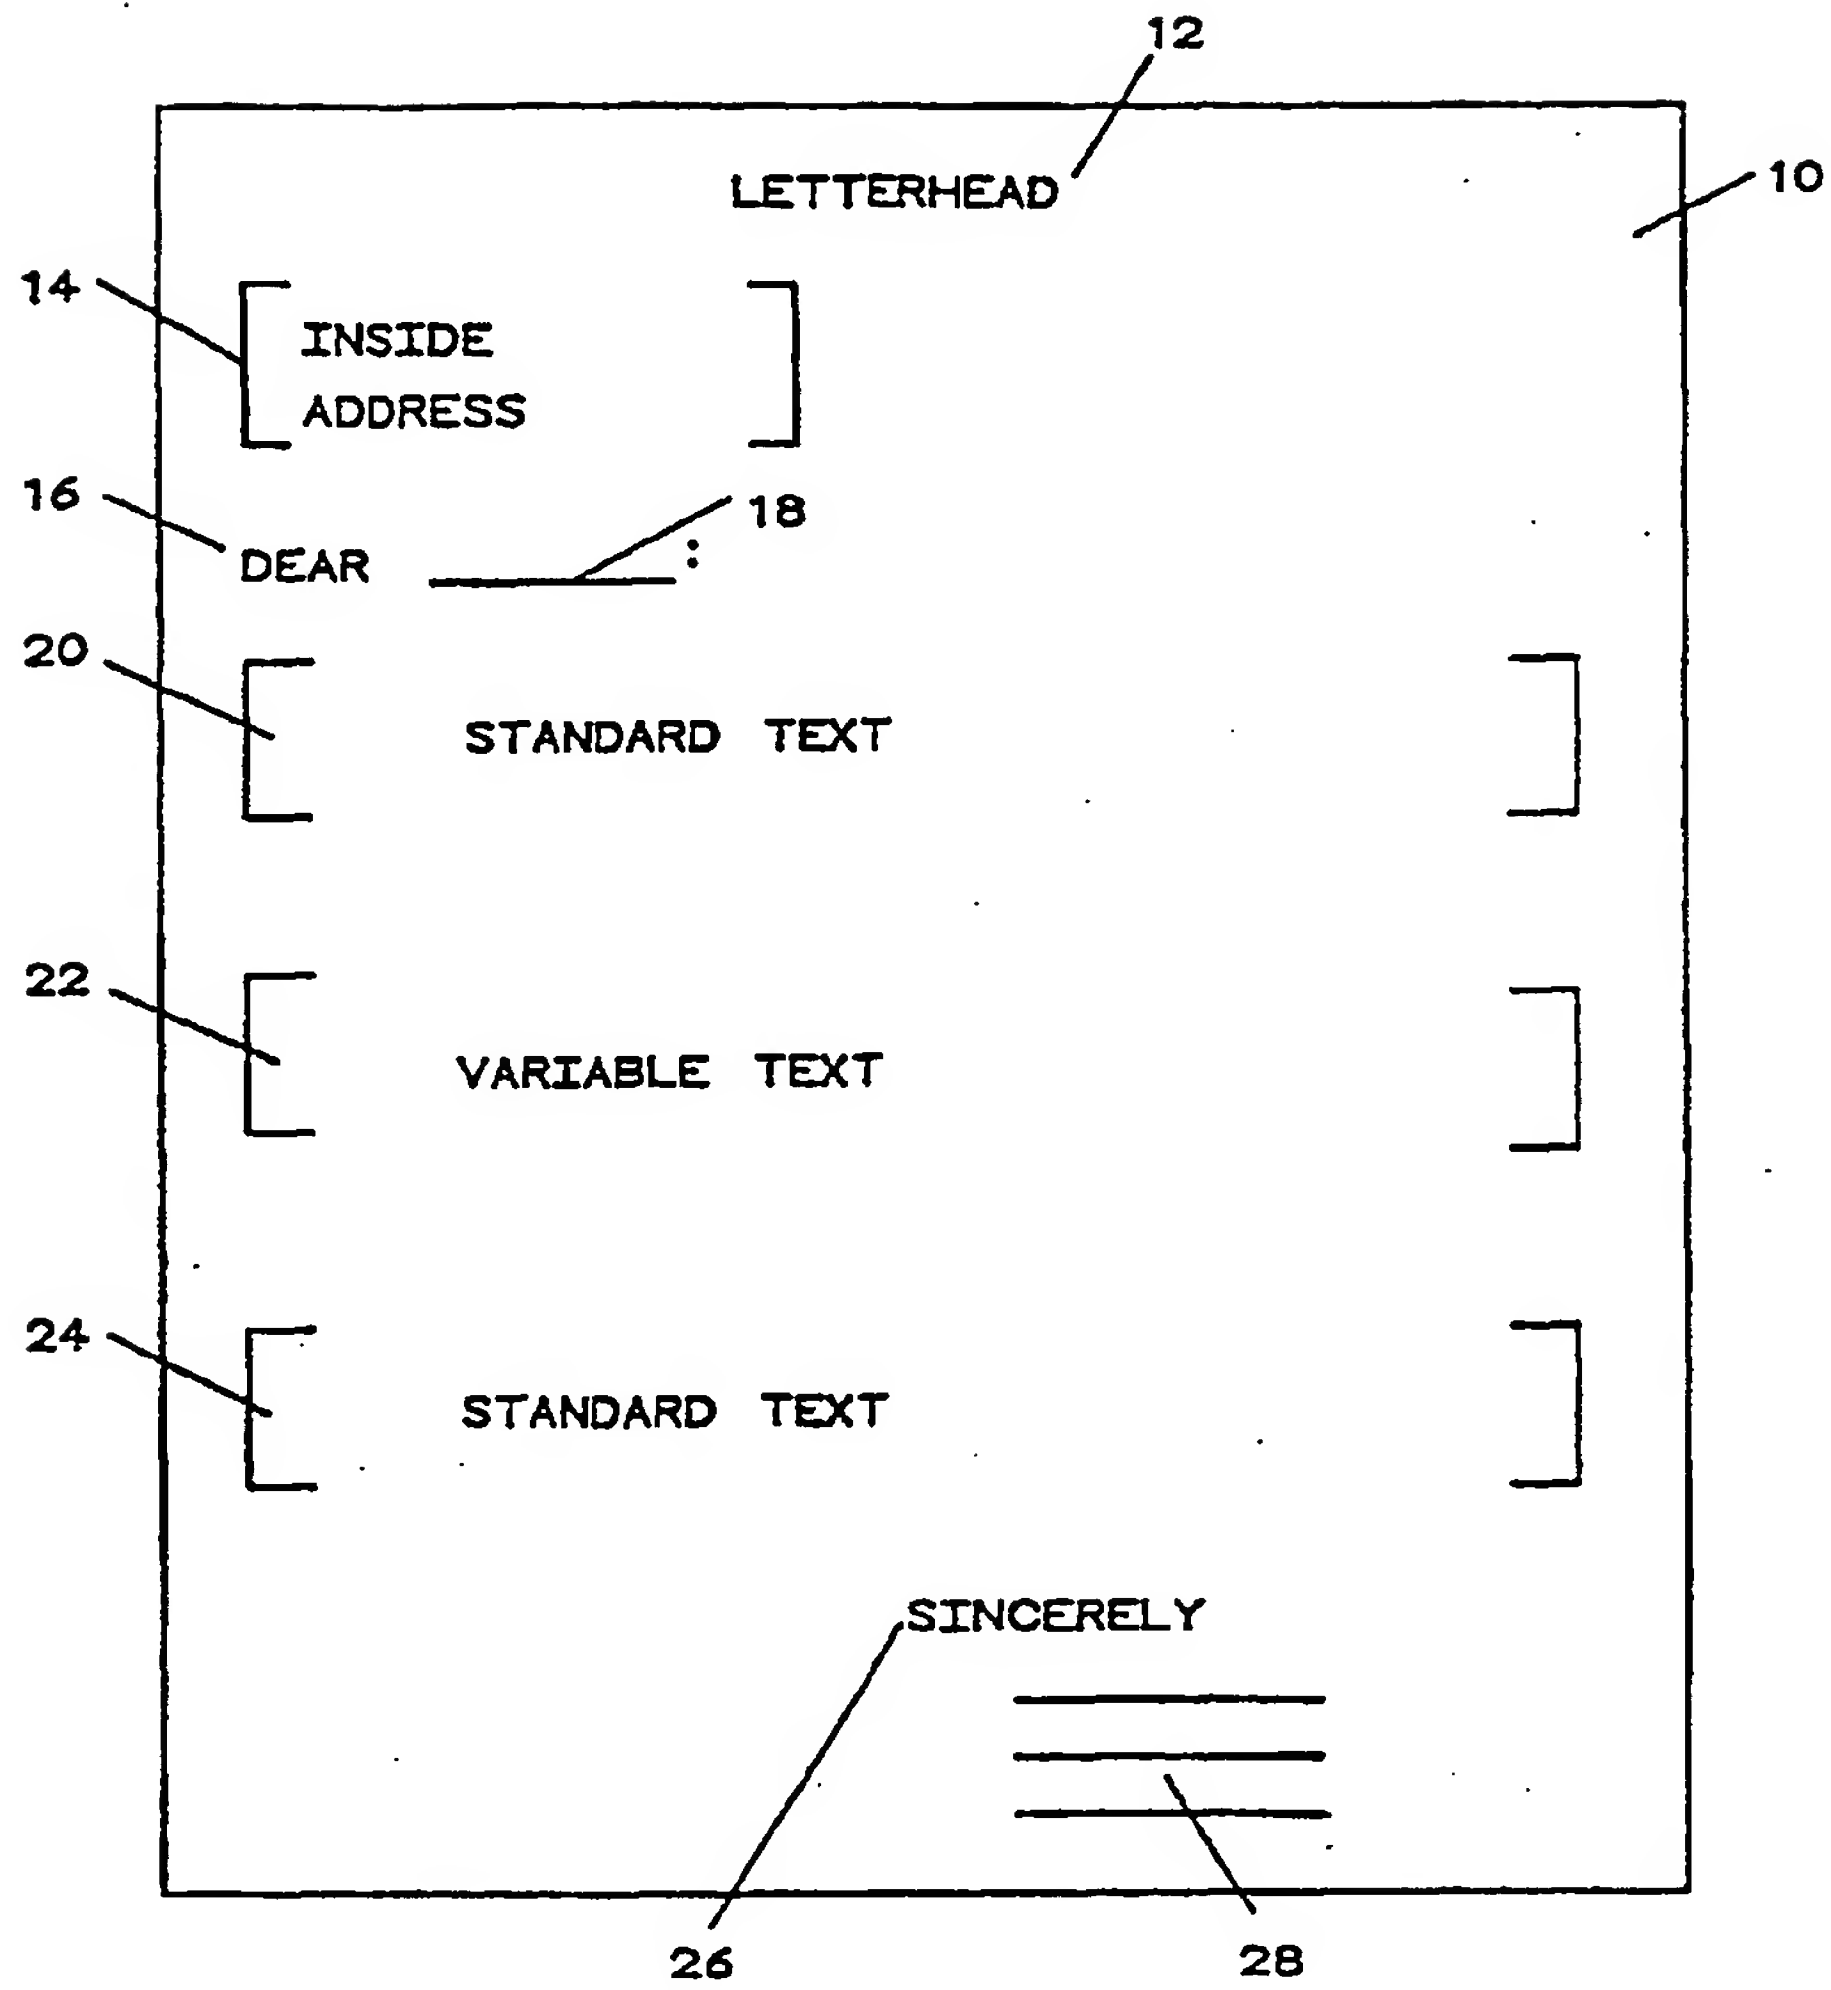 12
LETTERHEAD
10
14
INSIDE
ADDRESS
16
18
DEAR ________:
20
STANDARD TEXT
22
VARIABLE TEXT
24
STANDARD TEXT
SINCERELY
26
28